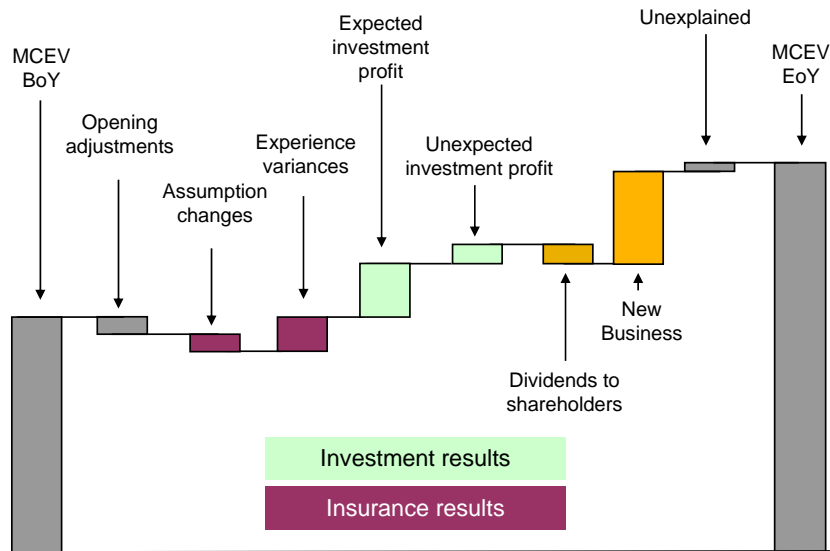 MCEV
BoY
Opening
adjustments
Assumption
changes
Experience
variances
Expected
investment
profit
Unexpected
investment profit
Dividends to
shareholders
New
Business
Unexplained
MCEV
EoY
Investment results
Insurance results